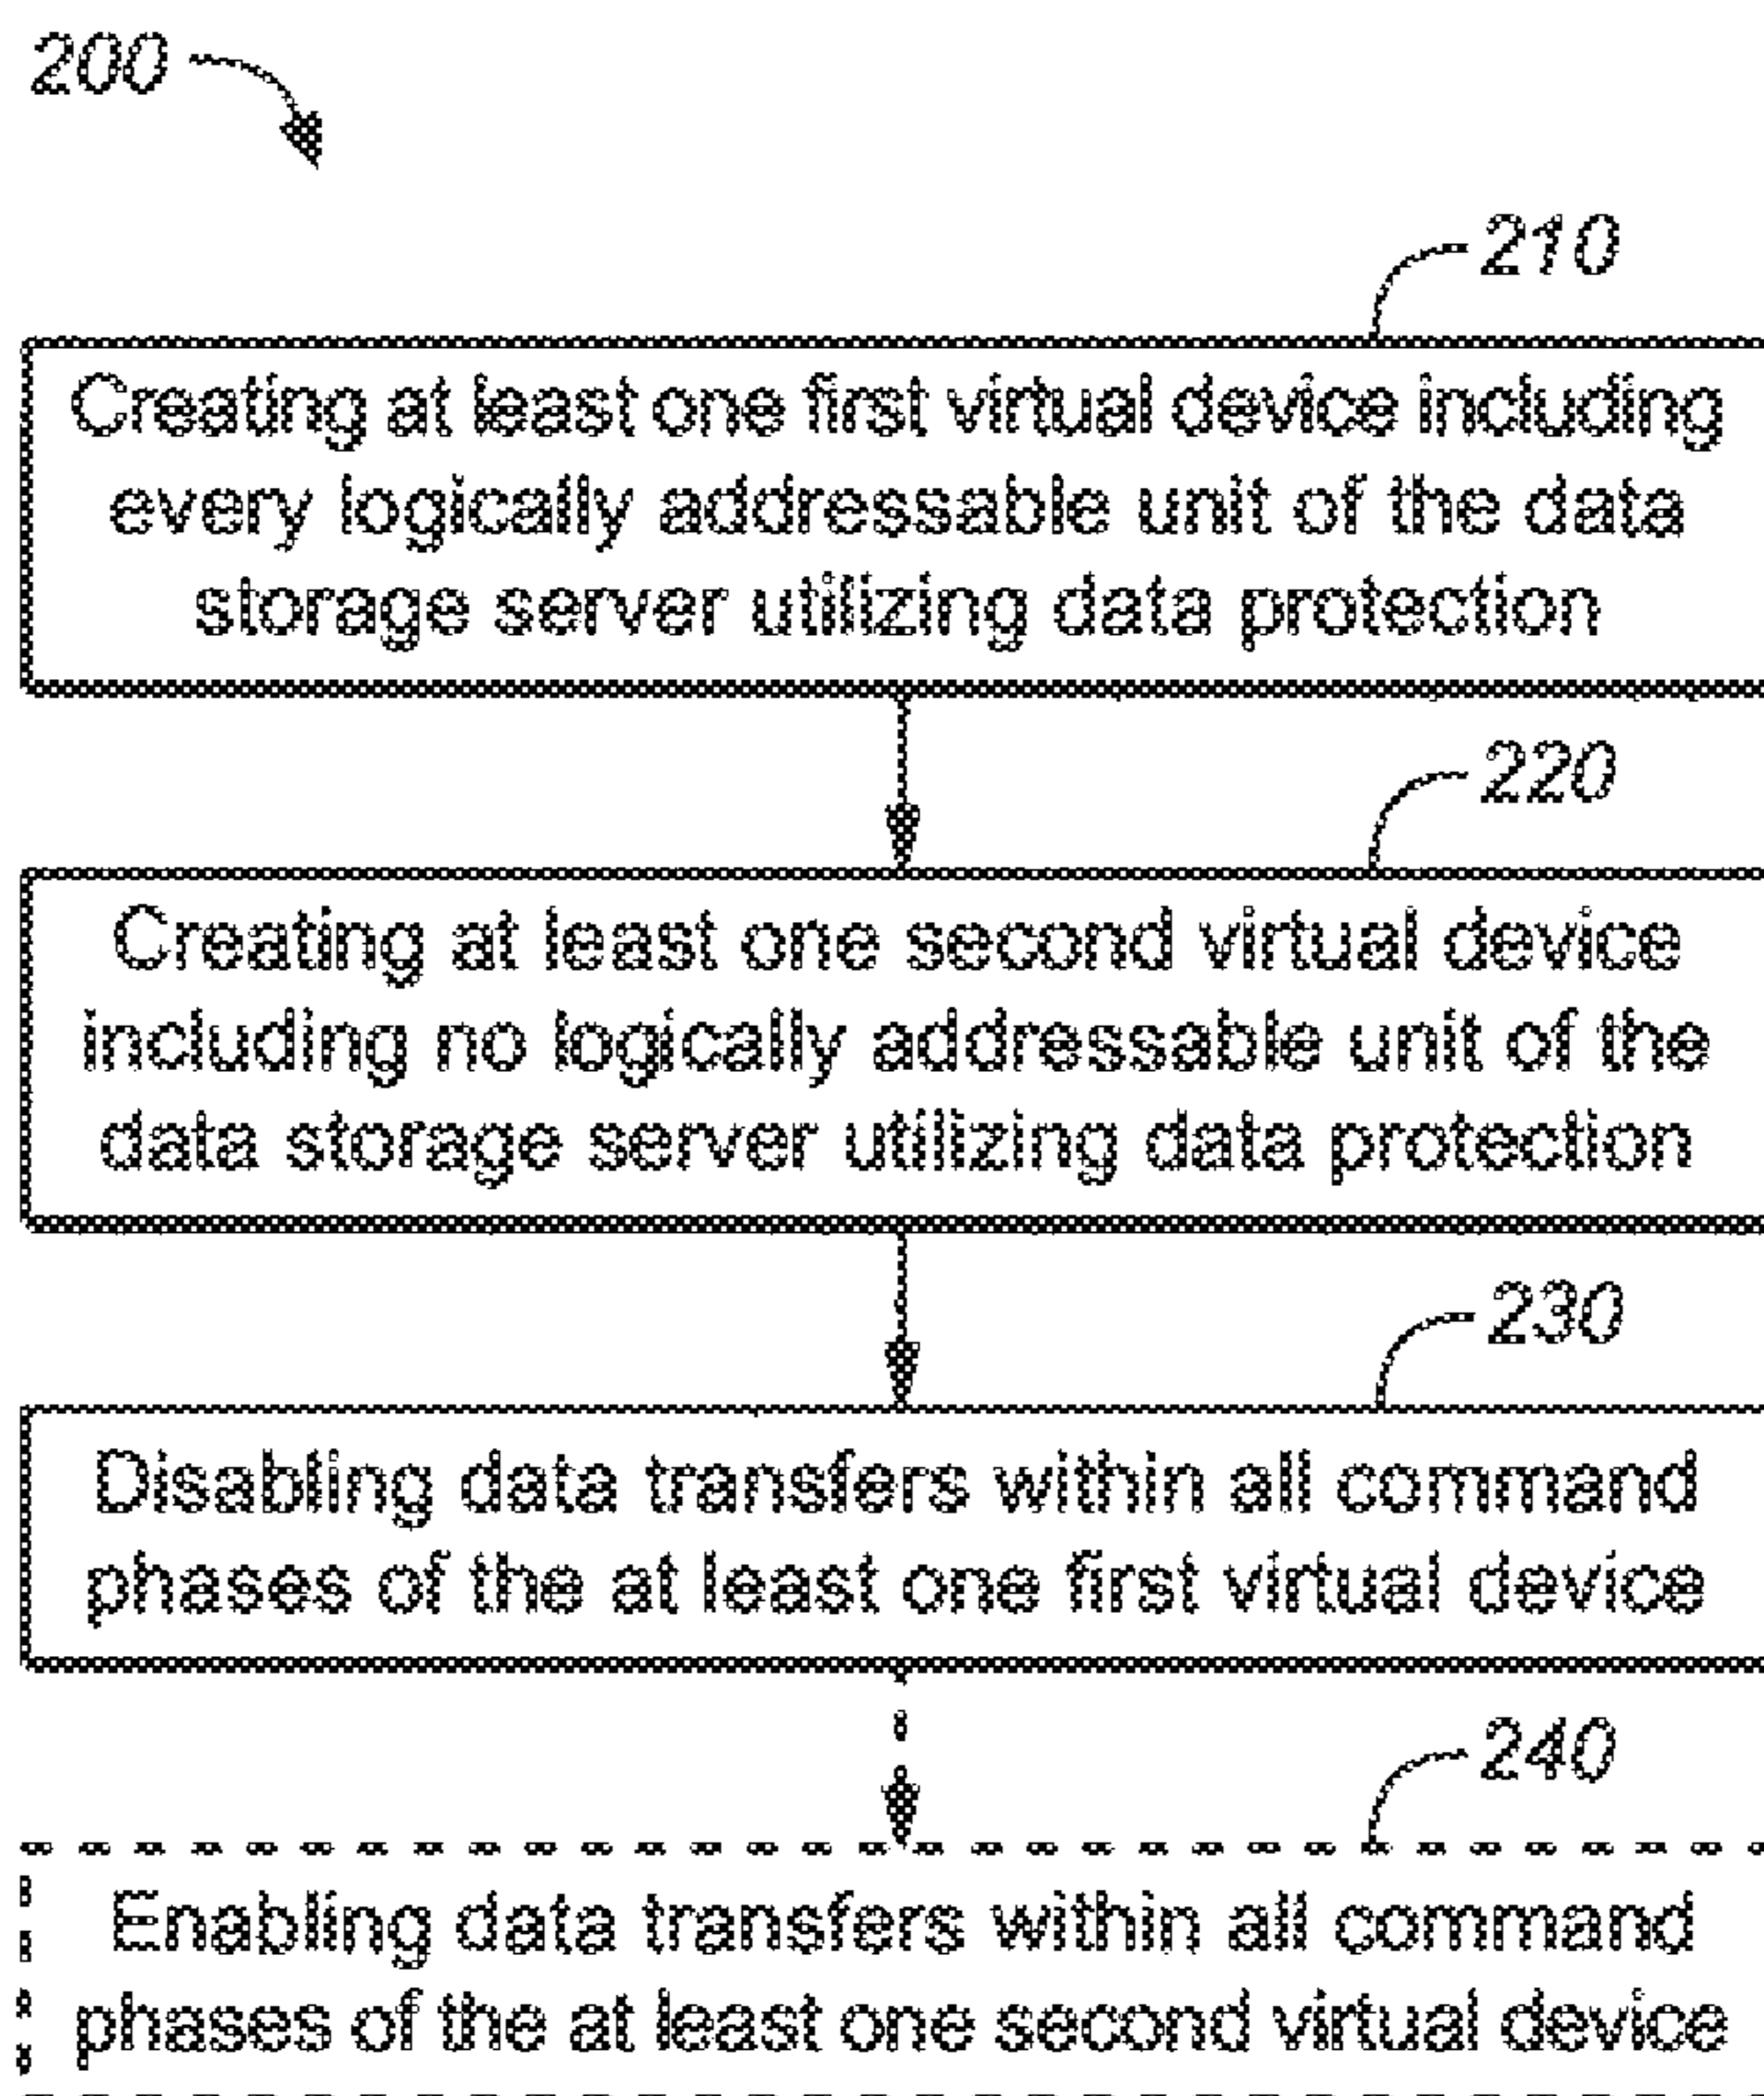 200
210
Creating at least one first virtual device including
every logically addressable unit of the data
storage server utilizing data protection
220
Creating at least one second virtual device
including no logically addressable unit of the
data storage server utilizing data protection
230
Disabling data transfers within all command
phases of the at least one first virtual device
240
Enabling data transfers within all command
phases of the at least one second virtual device